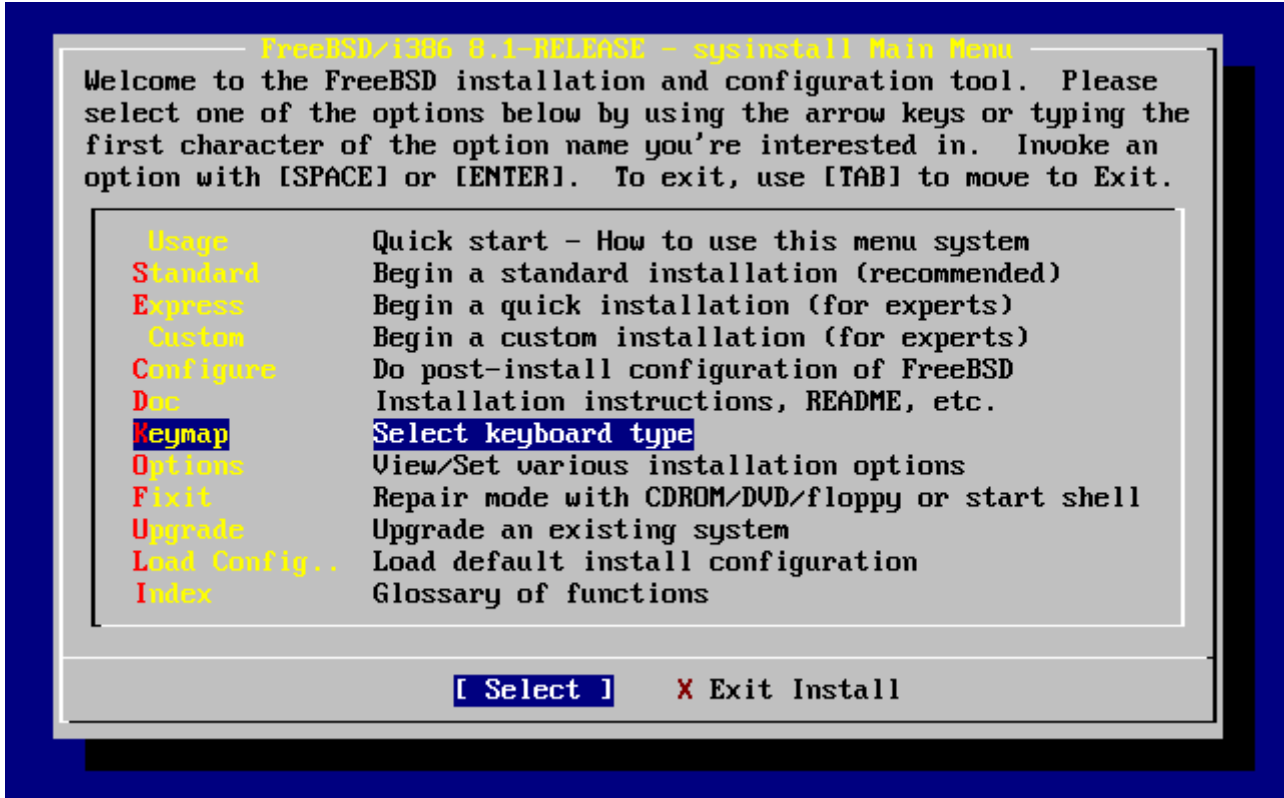 FreeBSD/i386 8.1-RELEASE - sysinstall Main Menu
Welcome to the FreeBSD installation and configuration tool.  Please
select one of the options below by using the arrow keys or typing the
first character of the option name you're interested in.  Invoke an
option with [SPACE] or [ENTER].  To exit, use [TAB] to move to Exit.
Usage Quick start - How to use this menu system
Standard Begin a standard installation (recommended)
Express Begin a quick installation (for experts)
Custom Begin a custom installation (for experts)
Configure Do post-install configuration of FreeBSD
Doc Installation instructions, README, etc.
Keymap Select keyboard type
Options View/Set various installation options
Fixit Repair mode with CDROM/DVD/floppy or start shell
Upgrade Upgrade an existing system
Load Config.. Load default install configuration
Index Glossary of functions
[ Select ] X Exit Install